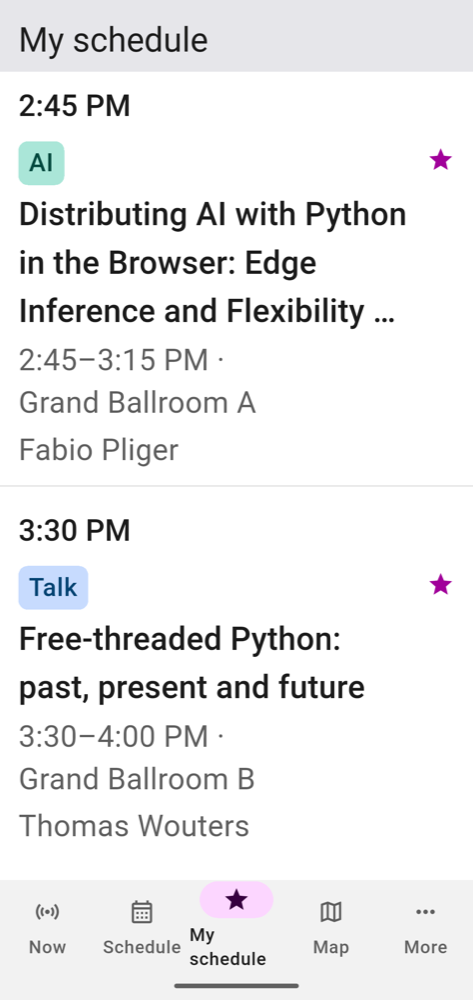 My schedule
2:45 PM
AI
Distributing AI with Python
in the Browser: Edge
Inference and Flexibility ...
2:45–3:15 PM ·
Grand Ballroom A
Fabio Pliger
3:30 PM
Talk
Free-threaded Python:
past, present and future
3:30–4:00 PM ·
Grand Ballroom B
Thomas Wouters
Now
Schedule
My
schedule
Map
More